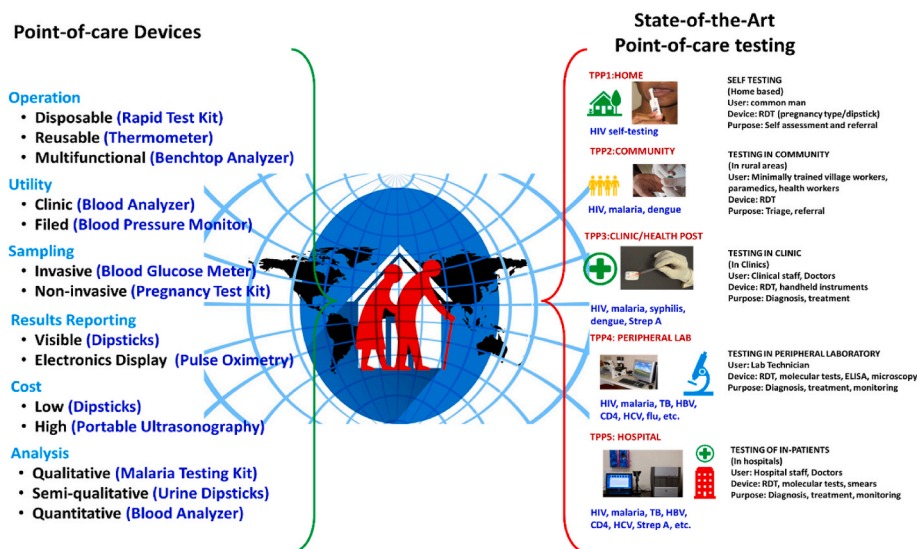 Point-of-care Devices
Operation
• Disposable (Rapid Test Kit)
• Reusable (Thermometer)
• Multifunctional (Benchtop Analyzer)
Utility
• Clinic (Blood Analyzer)
• Filed (Blood Pressure Monitor)
Sampling
• Invasive (Blood Glucose Meter)
• Non-invasive (Pregnancy Test Kit)
Results Reporting
• Visible (Dipsticks)
• Electronics Display (Pulse Oximetry)
Cost
• Low (Dipsticks)
• High (Portable Ultrasonography)
Analysis
• Qualitative (Malaria Testing Kit)
• Semi-qualitative (Urine Dipsticks)
• Quantitative (Blood Analyzer)
State-of-the-Art
Point-of-care testing
TPP1:HOME
HIV self-testing
SELF TESTING
(Home based)
User: common man
Device: RDT (pregnancy type/dipstick)
Purpose: Self assessment and referral
TPP2:COMMUNITY
HIV, malaria, dengue
TESTING IN COMMUNITY
(In rural areas)
User: Minimally trained village workers,
paramedics, health workers
Device: RDT
Purpose: Triage, referral
TPP3:CLINIC/HEALTH POST
HIV, malaria, syphilis,
dengue, Strep A
TESTING IN CLINIC
(In Clinics)
User: Clinical staff, Doctors
Device: RDT, handheld instruments
Purpose: Diagnosis, treatment
TPP4: PERIPHERAL LAB
HIV, malaria, TB, HBV,
CD4, HCV, flu, etc.
TESTING IN PERIPHERAL LABORATORY
User: Lab Technician
Device: RDT, molecular tests, ELISA, microscopy
Purpose: Diagnosis, treatment, monitoring
TPP5: HOSPITAL
HIV, malaria, TB, HBV,
CD4, HCV, Strep A, etc.
TESTING OF IN-PATIENTS
(In hospitals)
User: Hospital staff, Doctors
Device: RDT, molecular tests, smears
Purpose: Diagnosis, treatment, monitoring